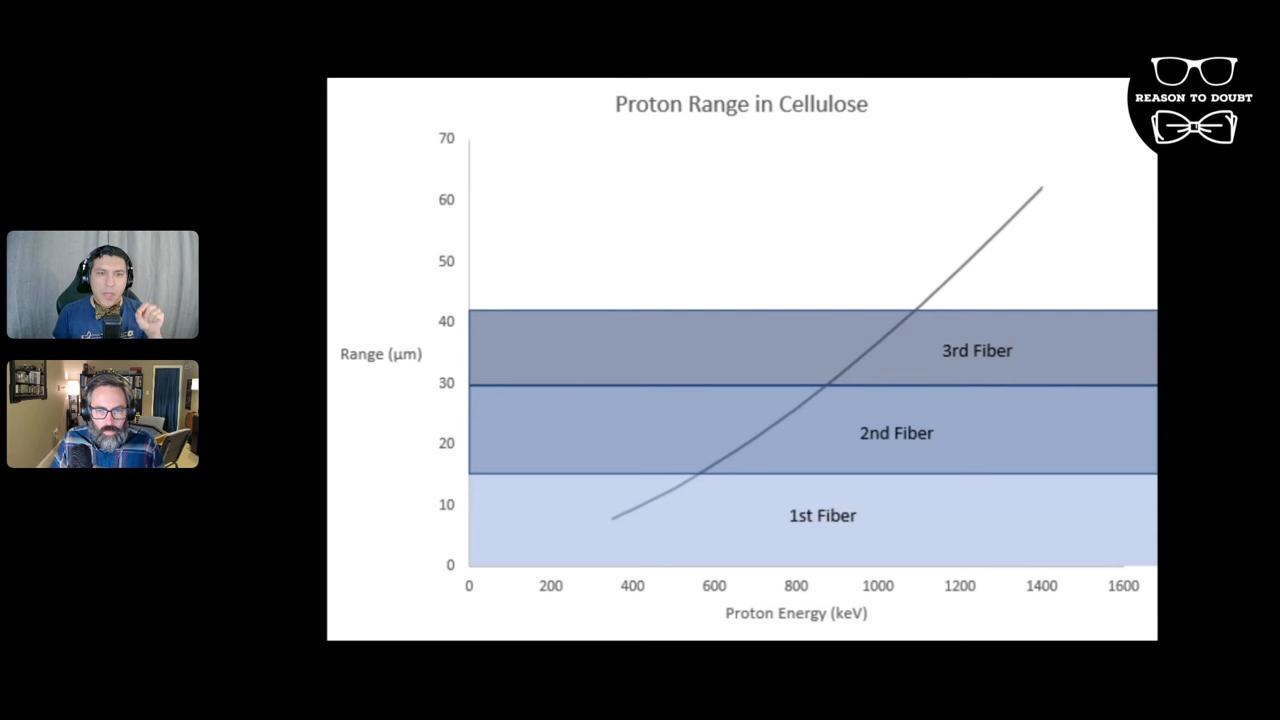 REASON TO DOUBT
Proton Range in Cellulose
70
60
50
40
30
20
10
0
Range (μm)
3rd Fiber
2nd Fiber
1st Fiber
0 200 400 600 800 1000 1200 1400 1600
Proton Energy (keV)